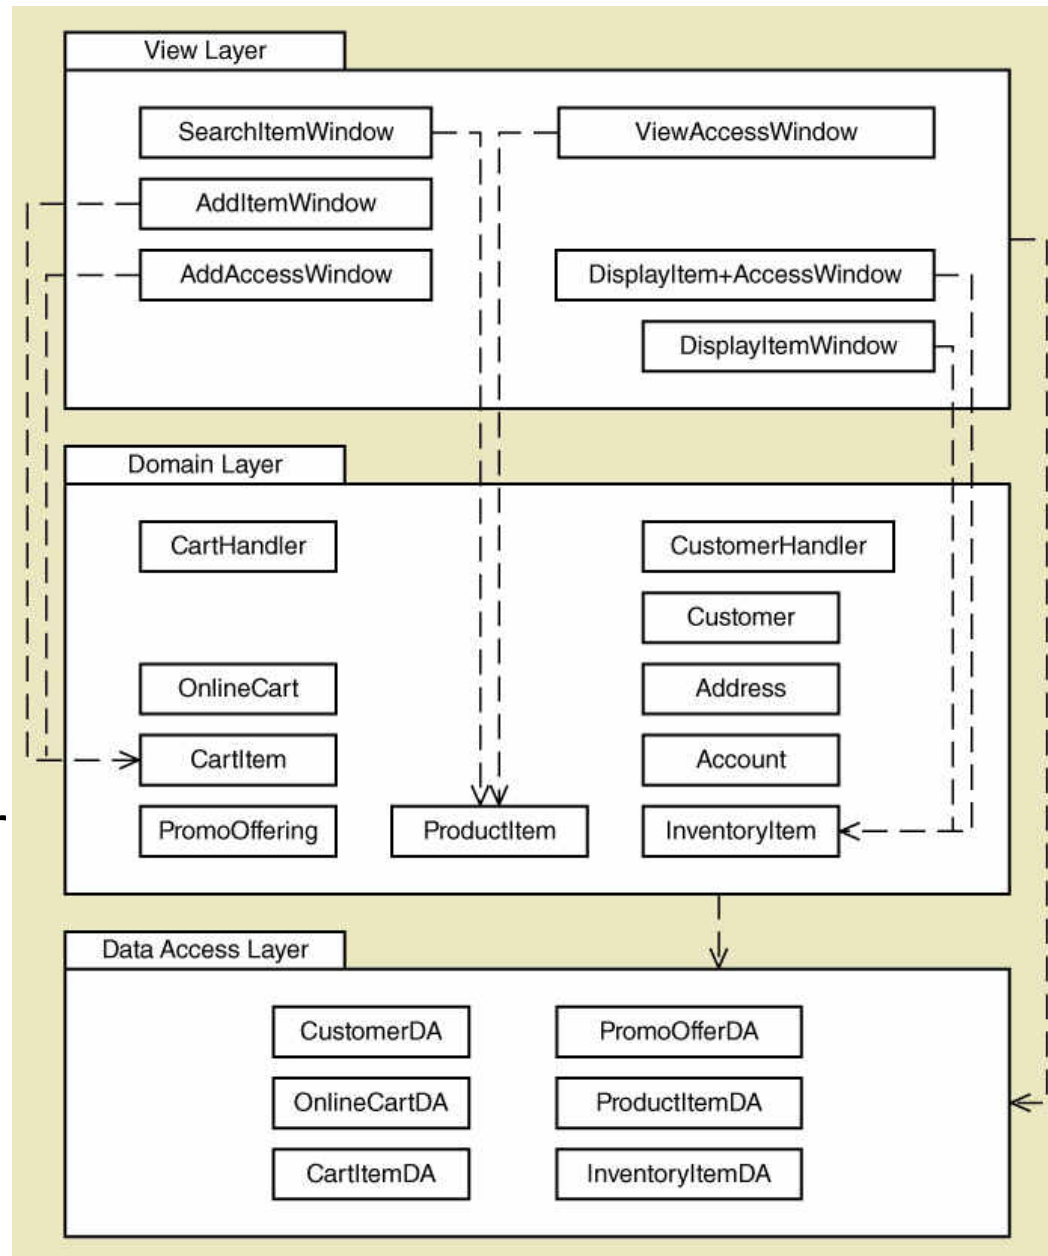 View Layer
SearchItemWindow
ViewAccessWindow
AddItemWindow
AddAccessWindow
DisplayItem+AccessWindow
DisplayItemWindow
Domain Layer
CartHandler
CustomerHandler
Customer
OnlineCart
Address
CartItem
Account
PromoOffering
ProductItem
InventoryItem
Data Access Layer
CustomerDA
PromoOfferDA
OnlineCartDA
ProductItemDA
CartItemDA
InventoryItemDA